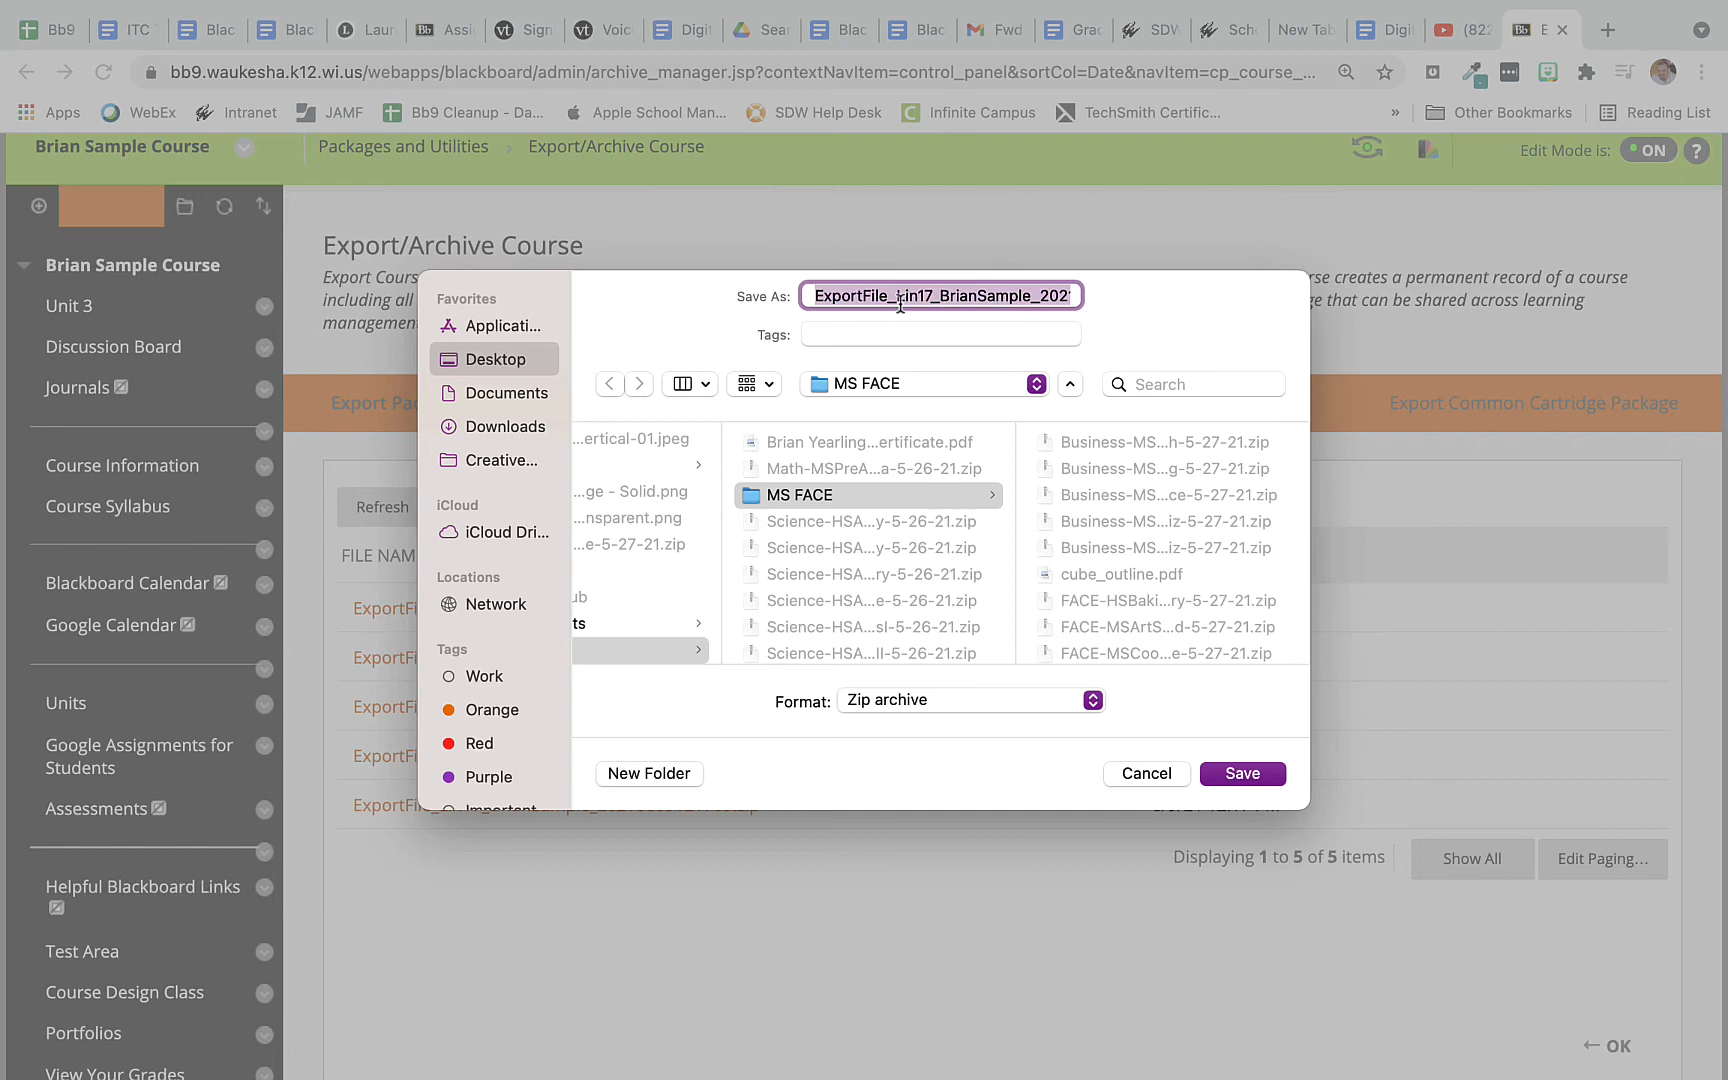 Bb9
ITC
Blac
Blac
Laur
Assi
Sign
Voic
Digit
Sear
Blac
Blac
Fwd
Grac
SDW
Scho
New Tab
Digi
(822
E
bb9.waukesha.k12.wi.us/webapps/blackboard/admin/archive_manager.jsp?contextNavItem=control_panel&sortCol=Date&navItem=cp_course_...
Apps
WebEx
Intranet
JAMF
Bb9 Cleanup - Da...
Apple School Man...
SDW Help Desk
Infinite Campus
TechSmith Certific...
»
Other Bookmarks
Reading List
Brian Sample Course
Packages and Utilities
Export/Archive Course
Edit Mode is:
ON
?
Brian Sample Course
Unit 3
Discussion Board
Journals
Course Information
Course Syllabus
Blackboard Calendar
Google Calendar
Units
Google Assignments for
Students
Assessments
Helpful Blackboard Links
Test Area
Course Design Class
Portfolios
View Your Grades
Export/Archive Course
Export Cours
rse creates a permanent record of a course
including all
ge that can be shared across learning
management
Export Pac
Export Common Cartridge Package
Refresh
FILE NAM
ExportFi
ExportFi
ExportFi
ExportFi
ExportFi
Displaying 1 to 5 of 5 items
Show All
Edit Paging...
OK
Favorites
Applicati...
Desktop
Documents
Downloads
Creative...
iCloud
iCloud Dri...
Locations
Network
Tags
Work
Orange
Red
Purple
Important
Save As:
Tags:
MS FACE
Search
...ertical-01.jpeg
...ge - Solid.png
...nsparent.png
...e-5-27-21.zip
ub
ts
Brian Yearling...ertificate.pdf
Math-MSPreA...a-5-26-21.zip
MS FACE
Science-HSA...y-5-26-21.zip
Science-HSA...y-5-26-21.zip
Science-HSA...ry-5-26-21.zip
Science-HSA...e-5-26-21.zip
Science-HSA...sl-5-26-21.zip
Science-HSA...ll-5-26-21.zip
Business-MS...h-5-27-21.zip
Business-MS...g-5-27-21.zip
Business-MS...ce-5-27-21.zip
Business-MS...iz-5-27-21.zip
Business-MS...iz-5-27-21.zip
cube_outline.pdf
FACE-HSBaki...ry-5-27-21.zip
FACE-MSArtS...d-5-27-21.zip
FACE-MSCoo...e-5-27-21.zip
Format:
Zip archive
New Folder
Cancel
Save